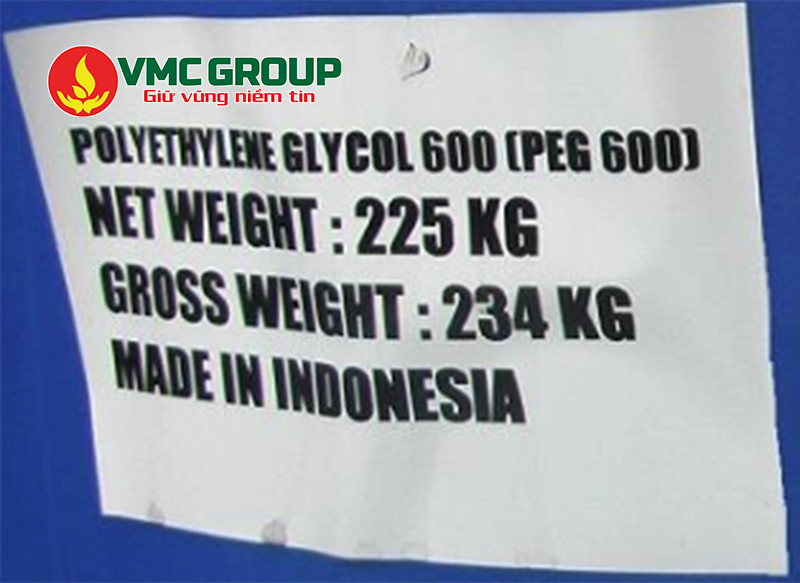 VMC GROUP
Giữ vững niềm tin
POLYETHYLENE GLYCOL 600 (PEG 600)
NET WEIGHT : 225 KG
GROSS WEIGHT : 234 KG
MADE IN INDONESIA